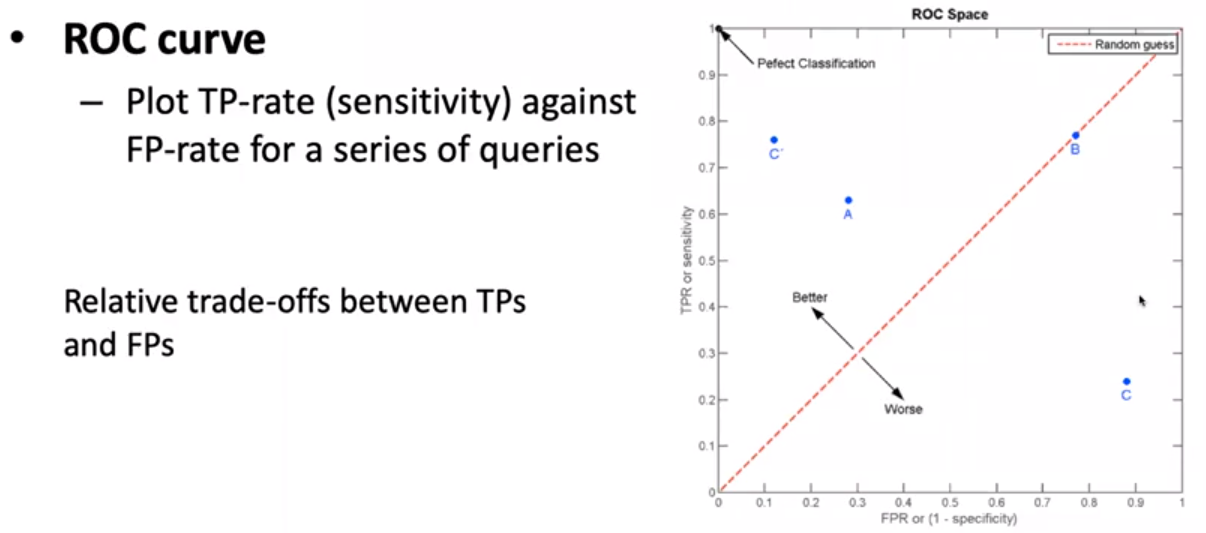 • ROC curve
– Plot TP-rate (sensitivity) against
FP-rate for a series of queries
Relative trade-offs between TPs
and FPs
ROC Space
Random guess
Pefect Classification
C'
A
B
C
Better
Worse
TPR or sensitivity
1
0.9
0.8
0.7
0.6
0.5
0.4
0.3
0.2
0.1
0
0 0.1 0.2 0.3 0.4 0.5 0.6 0.7 0.8 0.9 1
FPR or (1 - specificity)